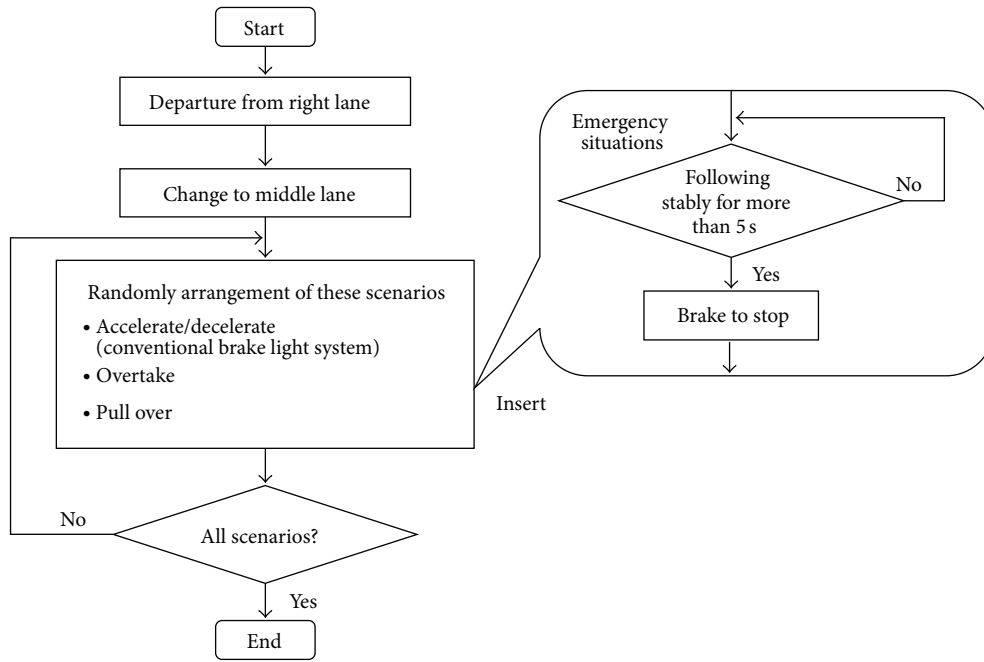 Start
Departure from right lane
Change to middle lane
Randomly arrangement of these scenarios
• Accelerate/decelerate
(conventional brake light system)
• Overtake
• Pull over
Insert
All scenarios?
No
Yes
End
Emergency
situations
Following
stably for more
than 5 s
No
Yes
Brake to stop